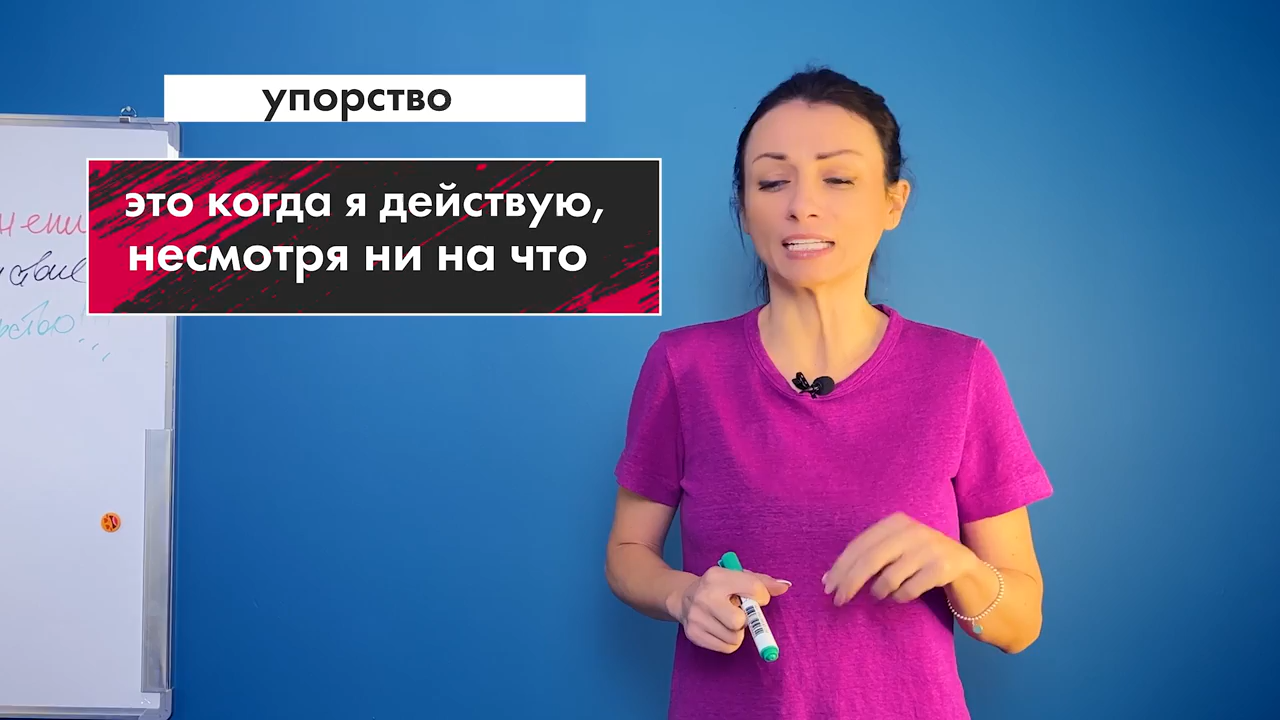 упорство
это когда я действую,
несмотря ни на что